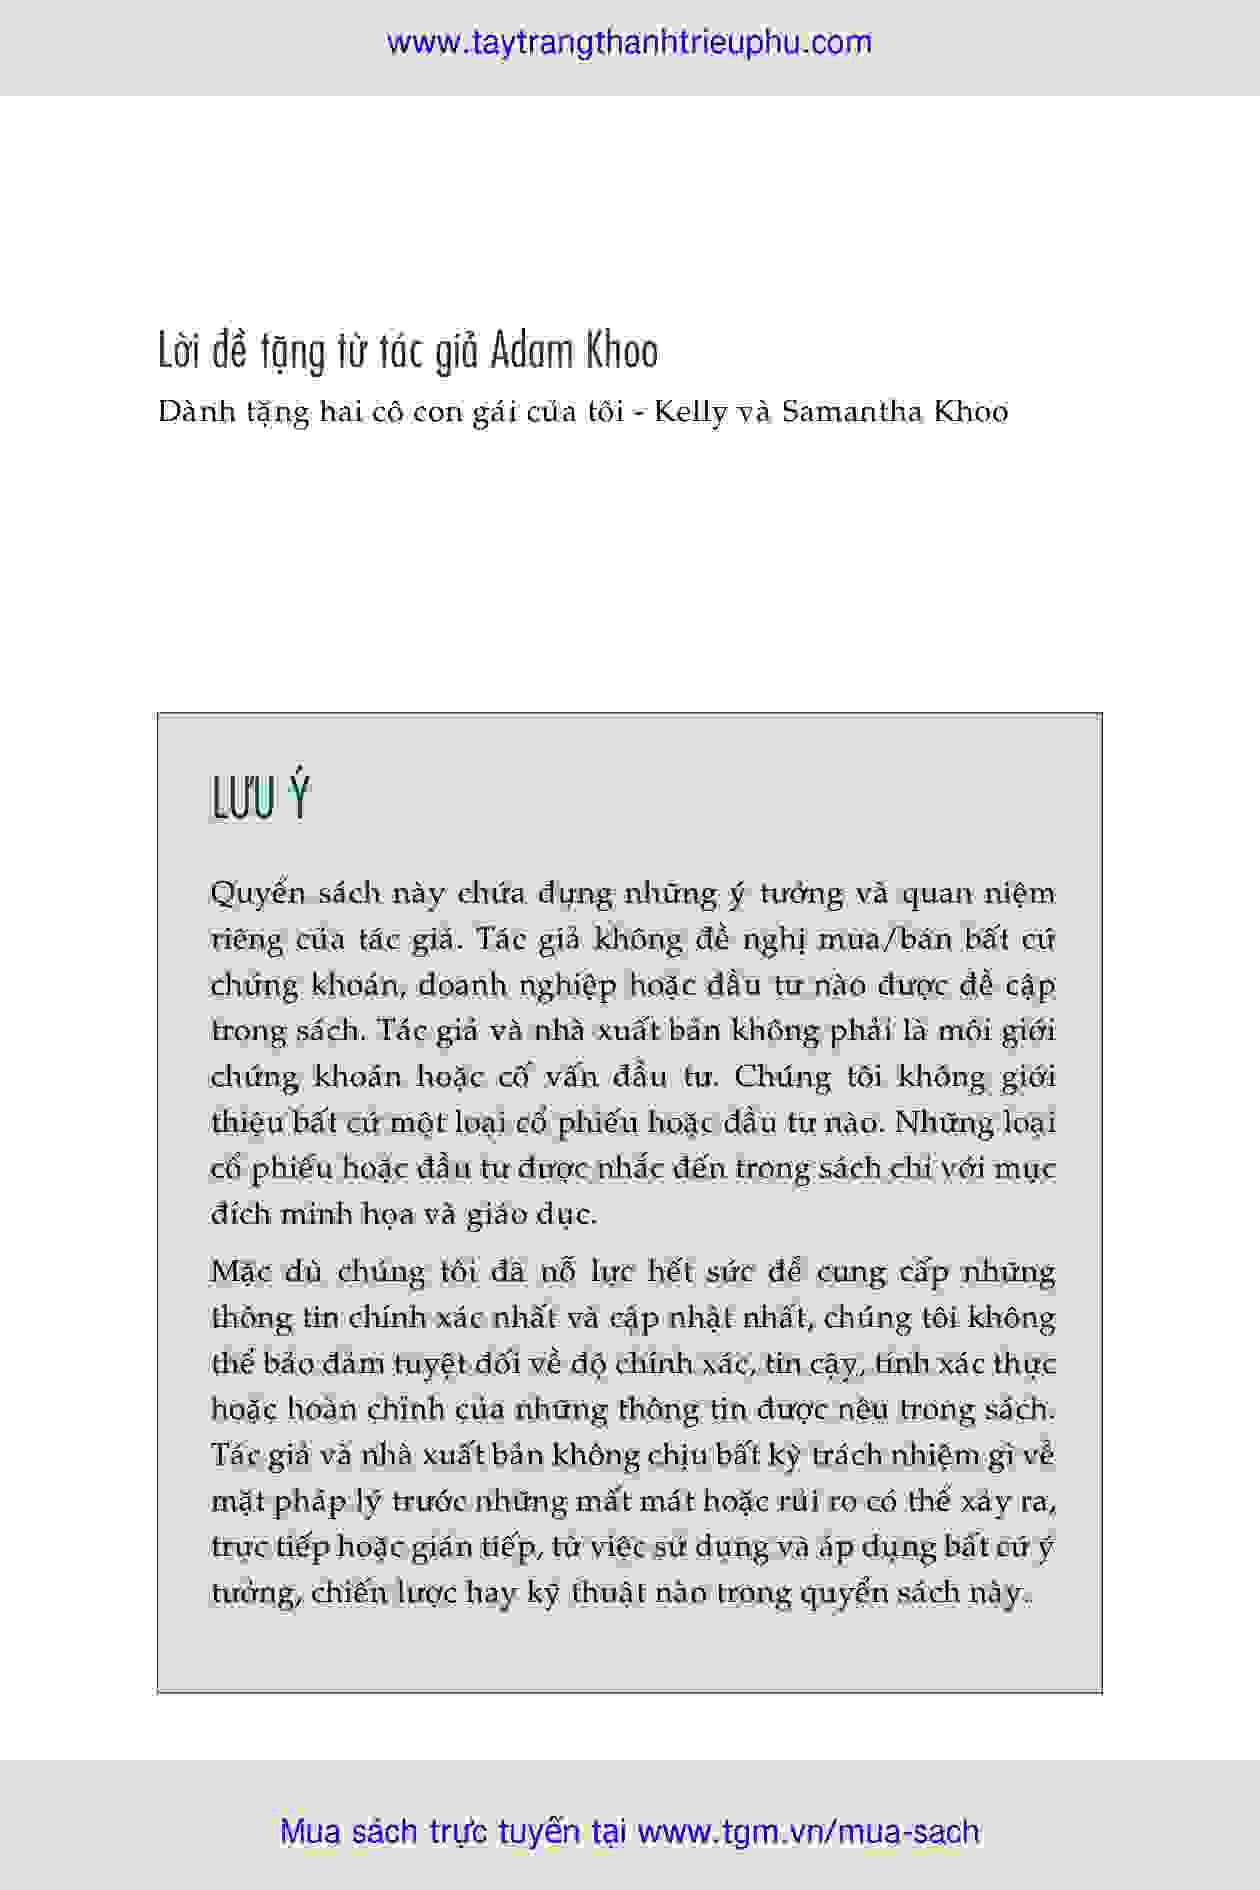 www.taytrangthanhtrieuphu.com
Lời đề tặng từ tác giả Adam Khoo
Dành tặng hai cô con gái của tôi - Kelly và Samantha Khoo
LƯU Ý
Quyển sách này chứa đựng những ý tưởng và quan niệm
riêng của tác giả. Tác giả không đề nghị mua/bán bất cứ
chứng khoán, doanh nghiệp hoặc đầu tư nào được đề cập
trong sách. Tác giả và nhà xuất bản không phải là môi giới
chứng khoán hoặc cố vấn đầu tư. Chúng tôi không giới
thiệu bất cứ một loại cổ phiếu hoặc đầu tư nào. Những loại
cổ phiếu hoặc đầu tư được nhắc đến trong sách chỉ với mục
đích minh họa và giáo dục.
Mặc dù chúng tôi đã nỗ lực hết sức để cung cấp những
thông tin chính xác nhất và cập nhật nhất, chúng tôi không
thể bảo đảm tuyệt đối về độ chính xác, tin cậy, tính xác thực
hoặc hoàn chỉnh của những thông tin được nêu trong sách.
Tác giả và nhà xuất bản không chịu bất kỳ trách nhiệm gì về
mặt pháp lý trước những mất mát hoặc rủi ro có thể xảy ra,
trực tiếp hoặc gián tiếp, từ việc sử dụng và áp dụng bất cứ ý
tưởng, chiến lược hay kỹ thuật nào trong quyển sách này.
Mua sách trực tuyến tại www.tgm.vn/mua-sach